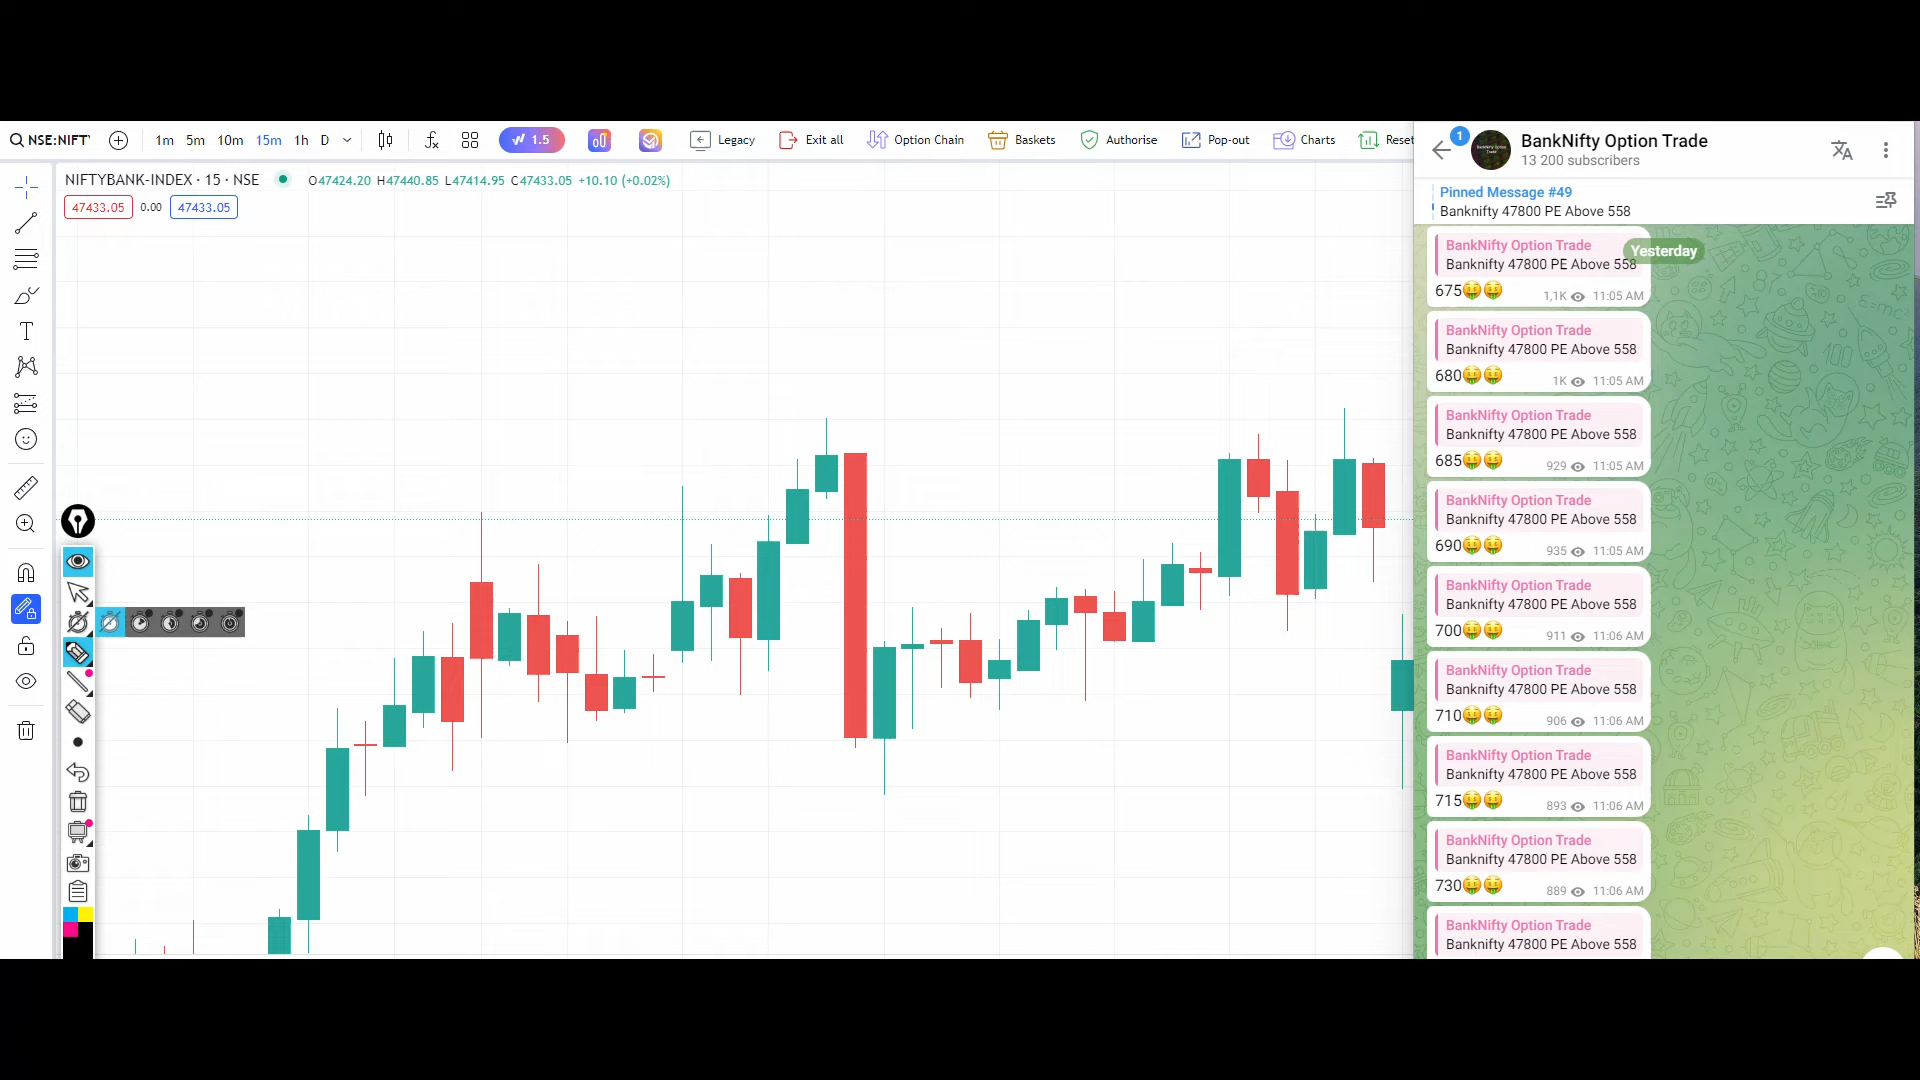 NSE:NIFTY 1m 5m 10m 15m 1h D 1.5 Legacy Exit all Option Chain Baskets Authorise Pop-out Charts Reset
NIFTYBANK-INDEX · 15 · NSE O47424.20 H47440.85 L47414.95 C47433.05 +10.10 (+0.02%)
47433.05 0.00 47433.05
1
BankNifty Option Trade
13 200 subscribers
Pinned Message #49
Banknifty 47800 PE Above 558
Yesterday
BankNifty Option Trade
Banknifty 47800 PE Above 558
675🤑🤑 1,1K 11:05 AM
BankNifty Option Trade
Banknifty 47800 PE Above 558
680🤑🤑 1K 11:05 AM
BankNifty Option Trade
Banknifty 47800 PE Above 558
685🤑🤑 929 11:05 AM
BankNifty Option Trade
Banknifty 47800 PE Above 558
690🤑🤑 935 11:05 AM
BankNifty Option Trade
Banknifty 47800 PE Above 558
700🤑🤑 911 11:06 AM
BankNifty Option Trade
Banknifty 47800 PE Above 558
710🤑🤑 906 11:06 AM
BankNifty Option Trade
Banknifty 47800 PE Above 558
715🤑🤑 893 11:06 AM
BankNifty Option Trade
Banknifty 47800 PE Above 558
730🤑🤑 889 11:06 AM
BankNifty Option Trade
Banknifty 47800 PE Above 558